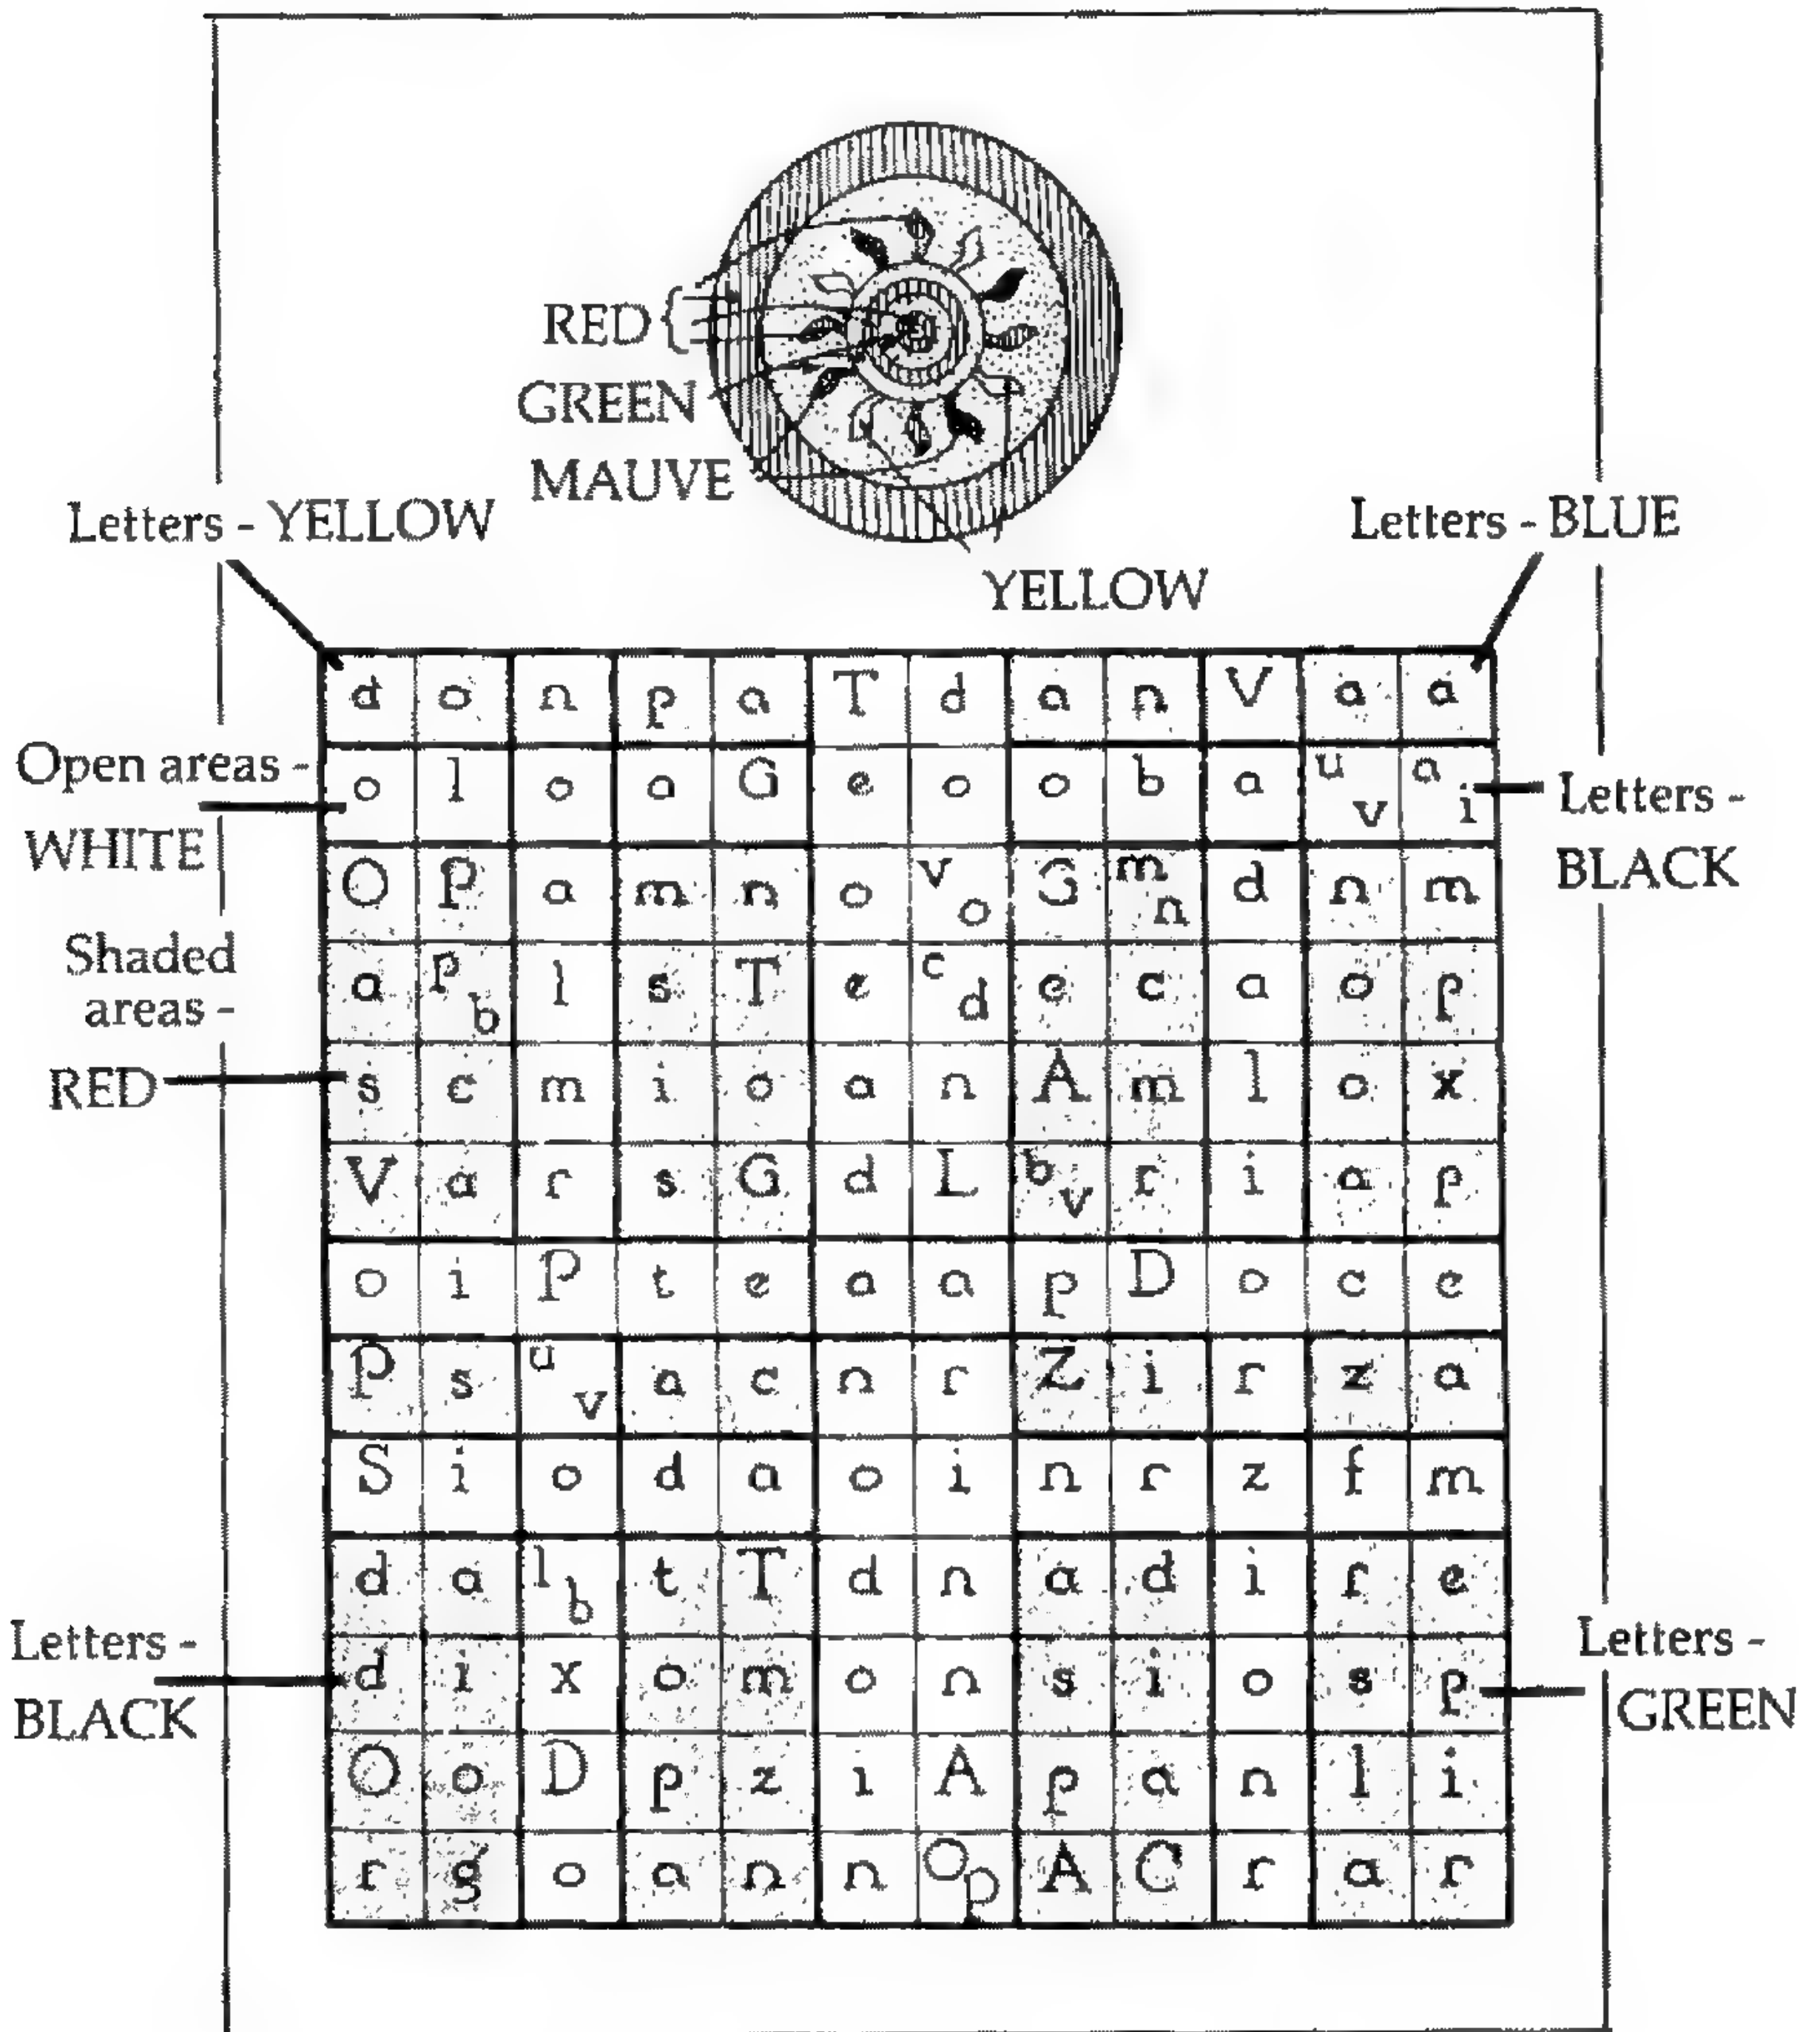 RED
GREEN
MAUVE
Letters - YELLOW
Letters - BLUE
YELLOW
d o n p a T d a n V a a
Open areas -
WHITE
o l o a G e o o b a u v a i
Letters -
BLACK
O P a m n o v o G m n d n m
Shaded
areas -
a p b l s T e c d e c a o p
RED
s c m i o a n A m l o x
V a r s G d L b v r i a p
o i P t e a a p D o c e
P s u v a c n r Z i r z a
S i o d a o i n r z f m
d a l b t T d n a d i r e
Letters -
BLACK
d i x o m o n s i o s p
Letters -
GREEN
O o D p z i A p a n l i
r g o a n n O p A C r a r